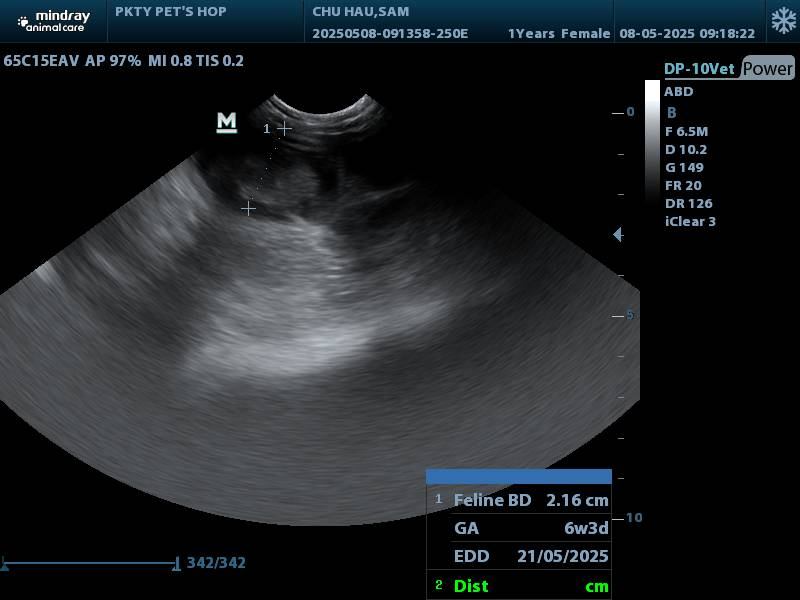 mindray
animal care
PKTY PET'S HOP
CHU HAU,SAM
20250508-091358-250E 1Years Female 08-05-2025 09:18:22
65C15EAV AP 97% MI 0.8 TIS 0.2
DP-10Vet Power
ABD
B
F 6.5M
D 10.2
G 149
FR 20
DR 126
iClear 3
M
1
0
5
10
1 Feline BD 2.16 cm
GA 6w3d
EDD 21/05/2025
2 Dist cm
342/342